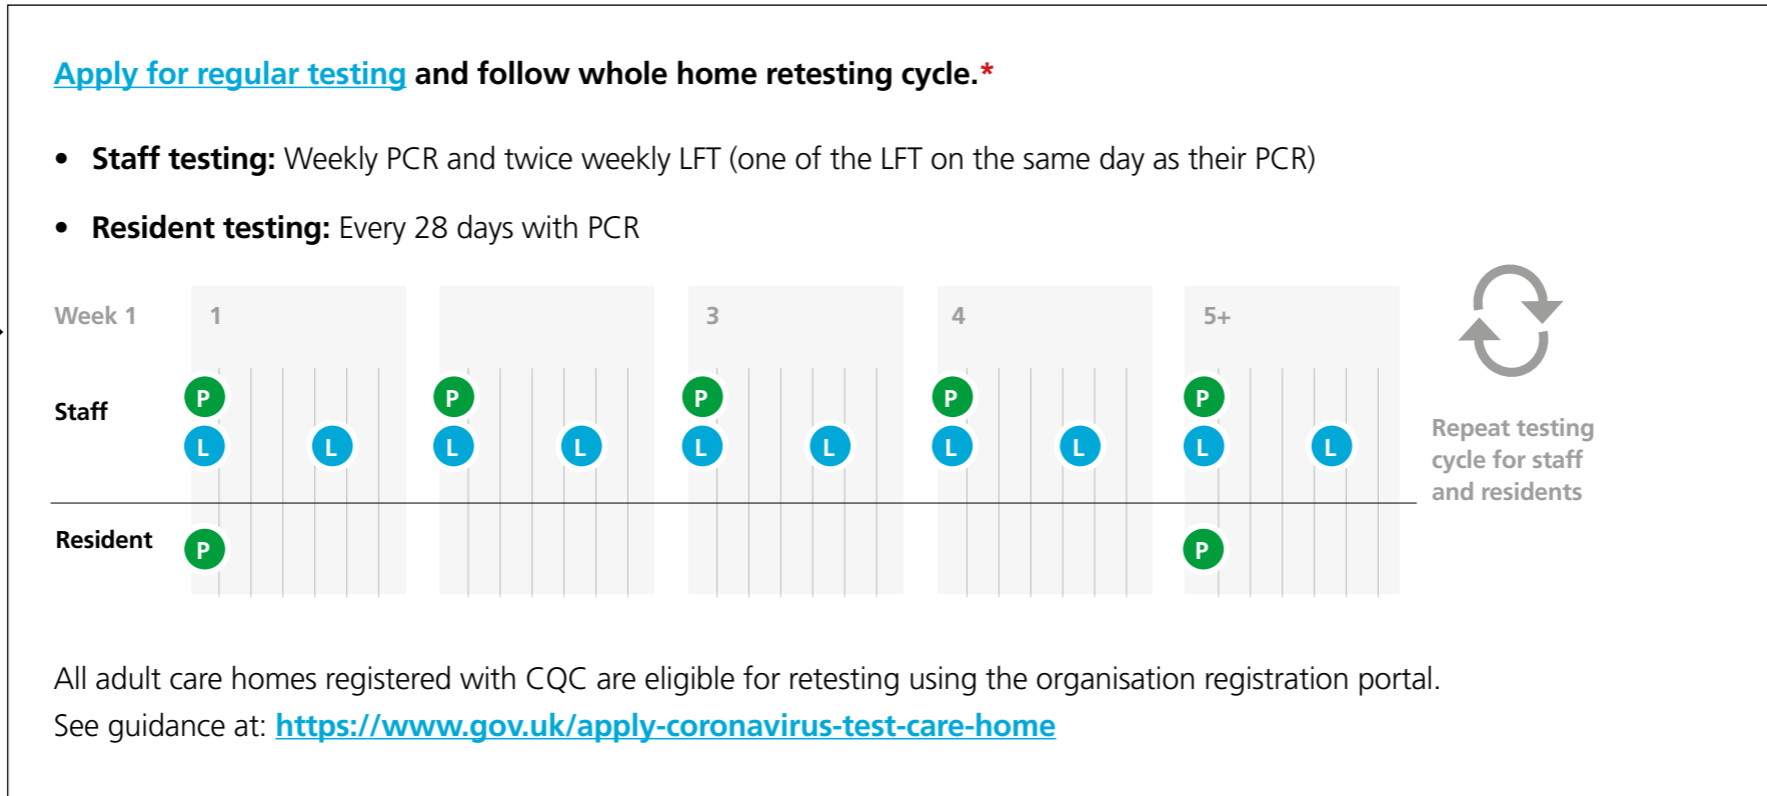 Apply for regular testing and follow whole home retesting cycle.*
• Staff testing: Weekly PCR and twice weekly LFT (one of the LFT on the same day as their PCR)
• Resident testing: Every 28 days with PCR
Week 1 1 3 4 5+
Staff
P P P P P
L L L L L L L L L L
Repeat testing
cycle for staff
and residents
Resident P P
All adult care homes registered with CQC are eligible for retesting using the organisation registration portal.
See guidance at: https://www.gov.uk/apply-coronavirus-test-care-home